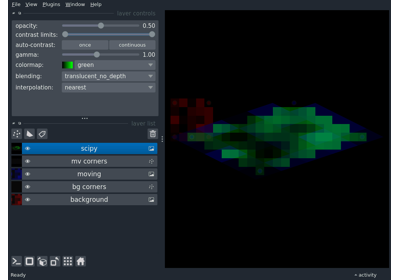 File View Plugins Window Help
layer controls
opacity: 0.50
contrast limits:
auto-contrast: once continuous
gamma: 1.00
colormap: green
blending: translucent_no_depth
interpolation: nearest
layer list
scipy
mv corners
moving
bg corners
background
Ready activity